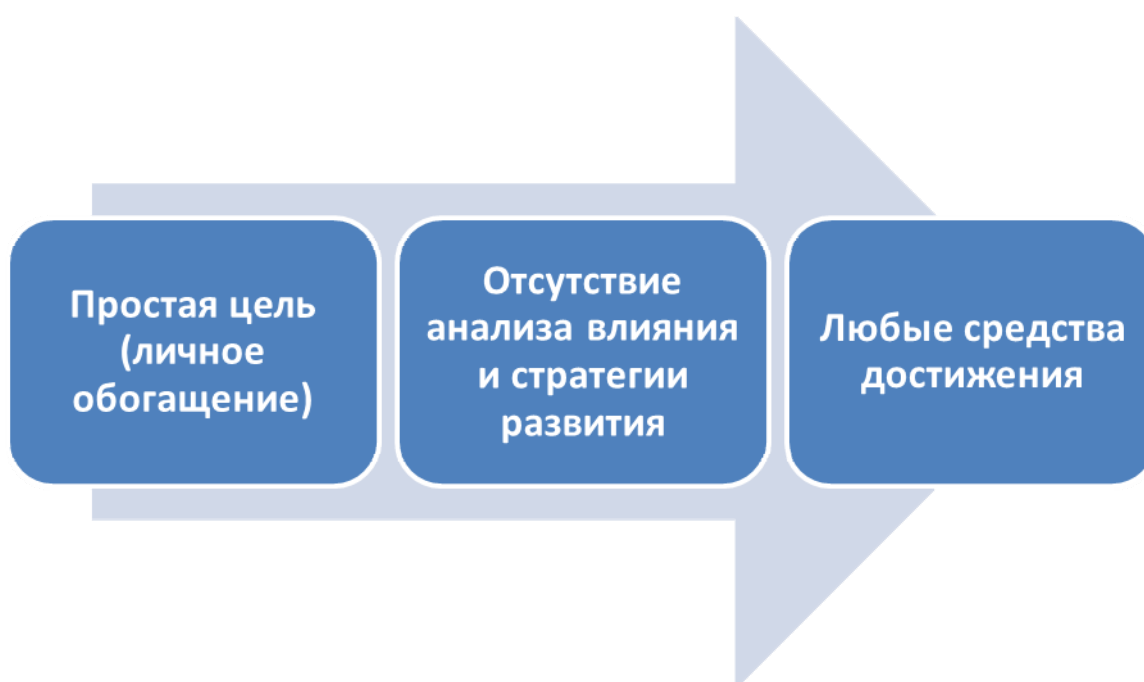 Простая цель
(личное
обогащение)
Отсутствие
анализа влияния
и стратегии
развития
Любые средства
достижения